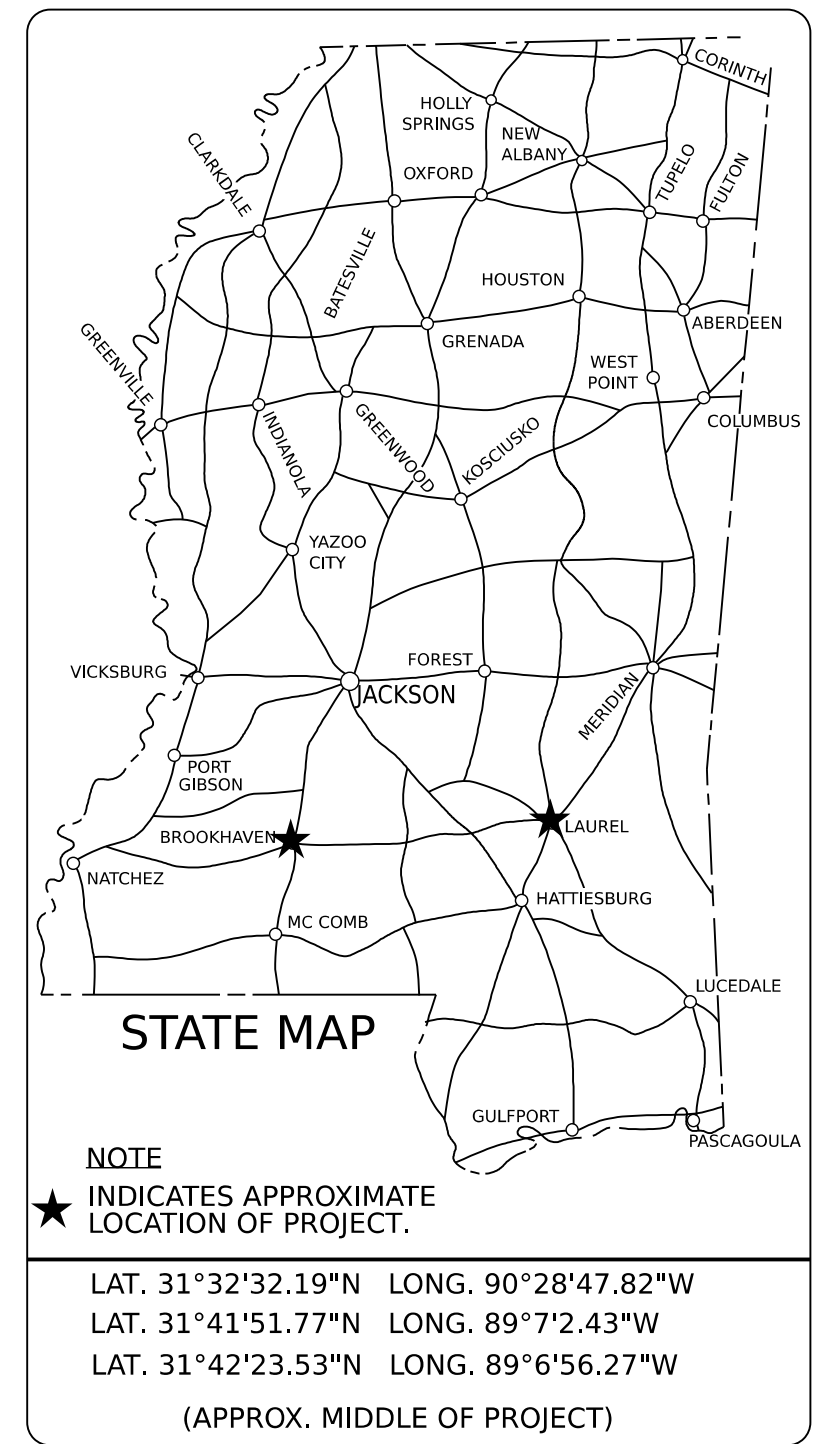 CORINTH
HOLLY
SPRINGS
NEW
ALBANY
CLARKDALE
OXFORD
TUPELO
FULTON
BATESVILLE
HOUSTON
ABERDEEN
GREENVILLE
GRENADA
WEST
POINT
COLUMBUS
INDIANOLA
GREENWOOD
KOSCIUSKO
YAZOO
CITY
VICKSBURG
FOREST
JACKSON
MERIDIAN
PORT
GIBSON
BROOKHAVEN
LAUREL
NATCHEZ
HATTIESBURG
MC COMB
LUCEDALE
STATE MAP
GULFPORT
PASCAGOULA
NOTE
INDICATES APPROXIMATE
LOCATION OF PROJECT.
LAT. 31°32'32.19"N LONG. 90°28'47.82"W
LAT. 31°41'51.77"N LONG. 89°7'2.43"W
LAT. 31°42'23.53"N LONG. 89°6'56.27"W
(APPROX. MIDDLE OF PROJECT)